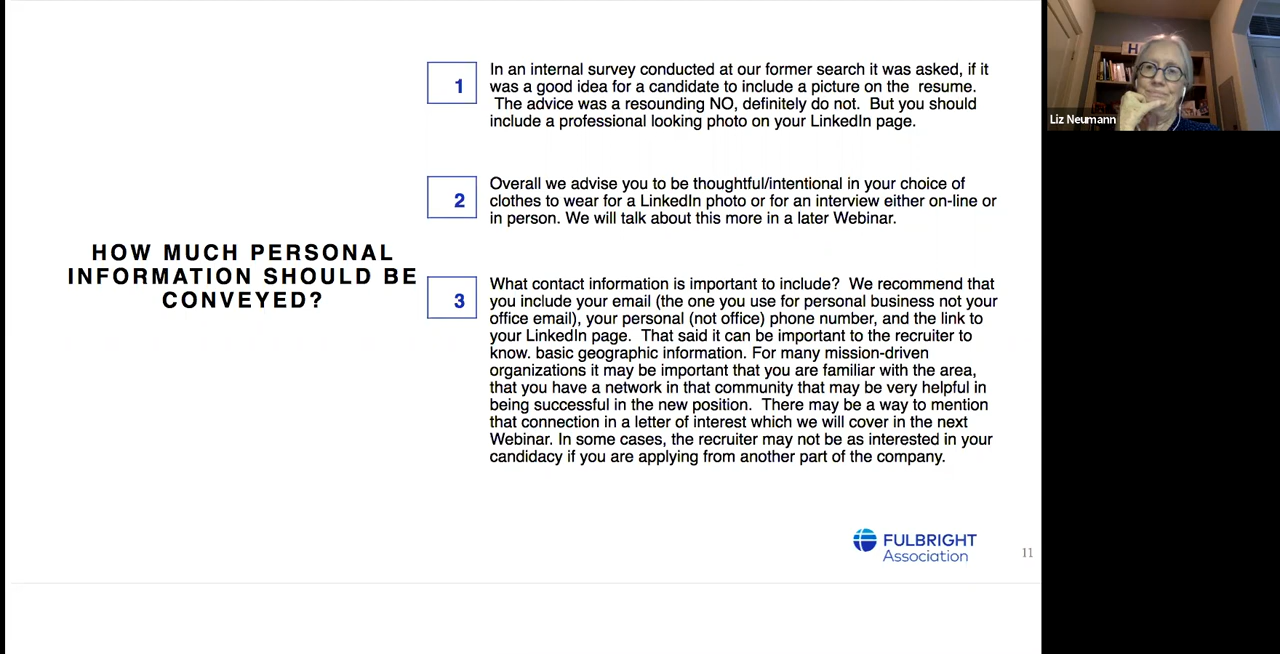 HOW MUCH PERSONAL
INFORMATION SHOULD BE
CONVEYED?
1
In an internal survey conducted at our former search it was asked, if it
was a good idea for a candidate to include a picture on the resume.
The advice was a resounding NO, definitely do not. But you should
include a professional looking photo on your LinkedIn page.
2
Overall we advise you to be thoughtful/intentional in your choice of
clothes to wear for a LinkedIn photo or for an interview either on-line or
in person. We will talk about this more in a later Webinar.
3
What contact information is important to include? We recommend that
you include your email (the one you use for personal business not your
office email), your personal (not office) phone number, and the link to
your LinkedIn page. That said it can be important to the recruiter to
know. basic geographic information. For many mission-driven
organizations it may be important that you are familiar with the area,
that you have a network in that community that may be very helpful in
being successful in the new position. There may be a way to mention
that connection in a letter of interest which we will cover in the next
Webinar. In some cases, the recruiter may not be as interested in your
candidacy if you are applying from another part of the company.
FULBRIGHT
Association
11
H
Liz Neumann